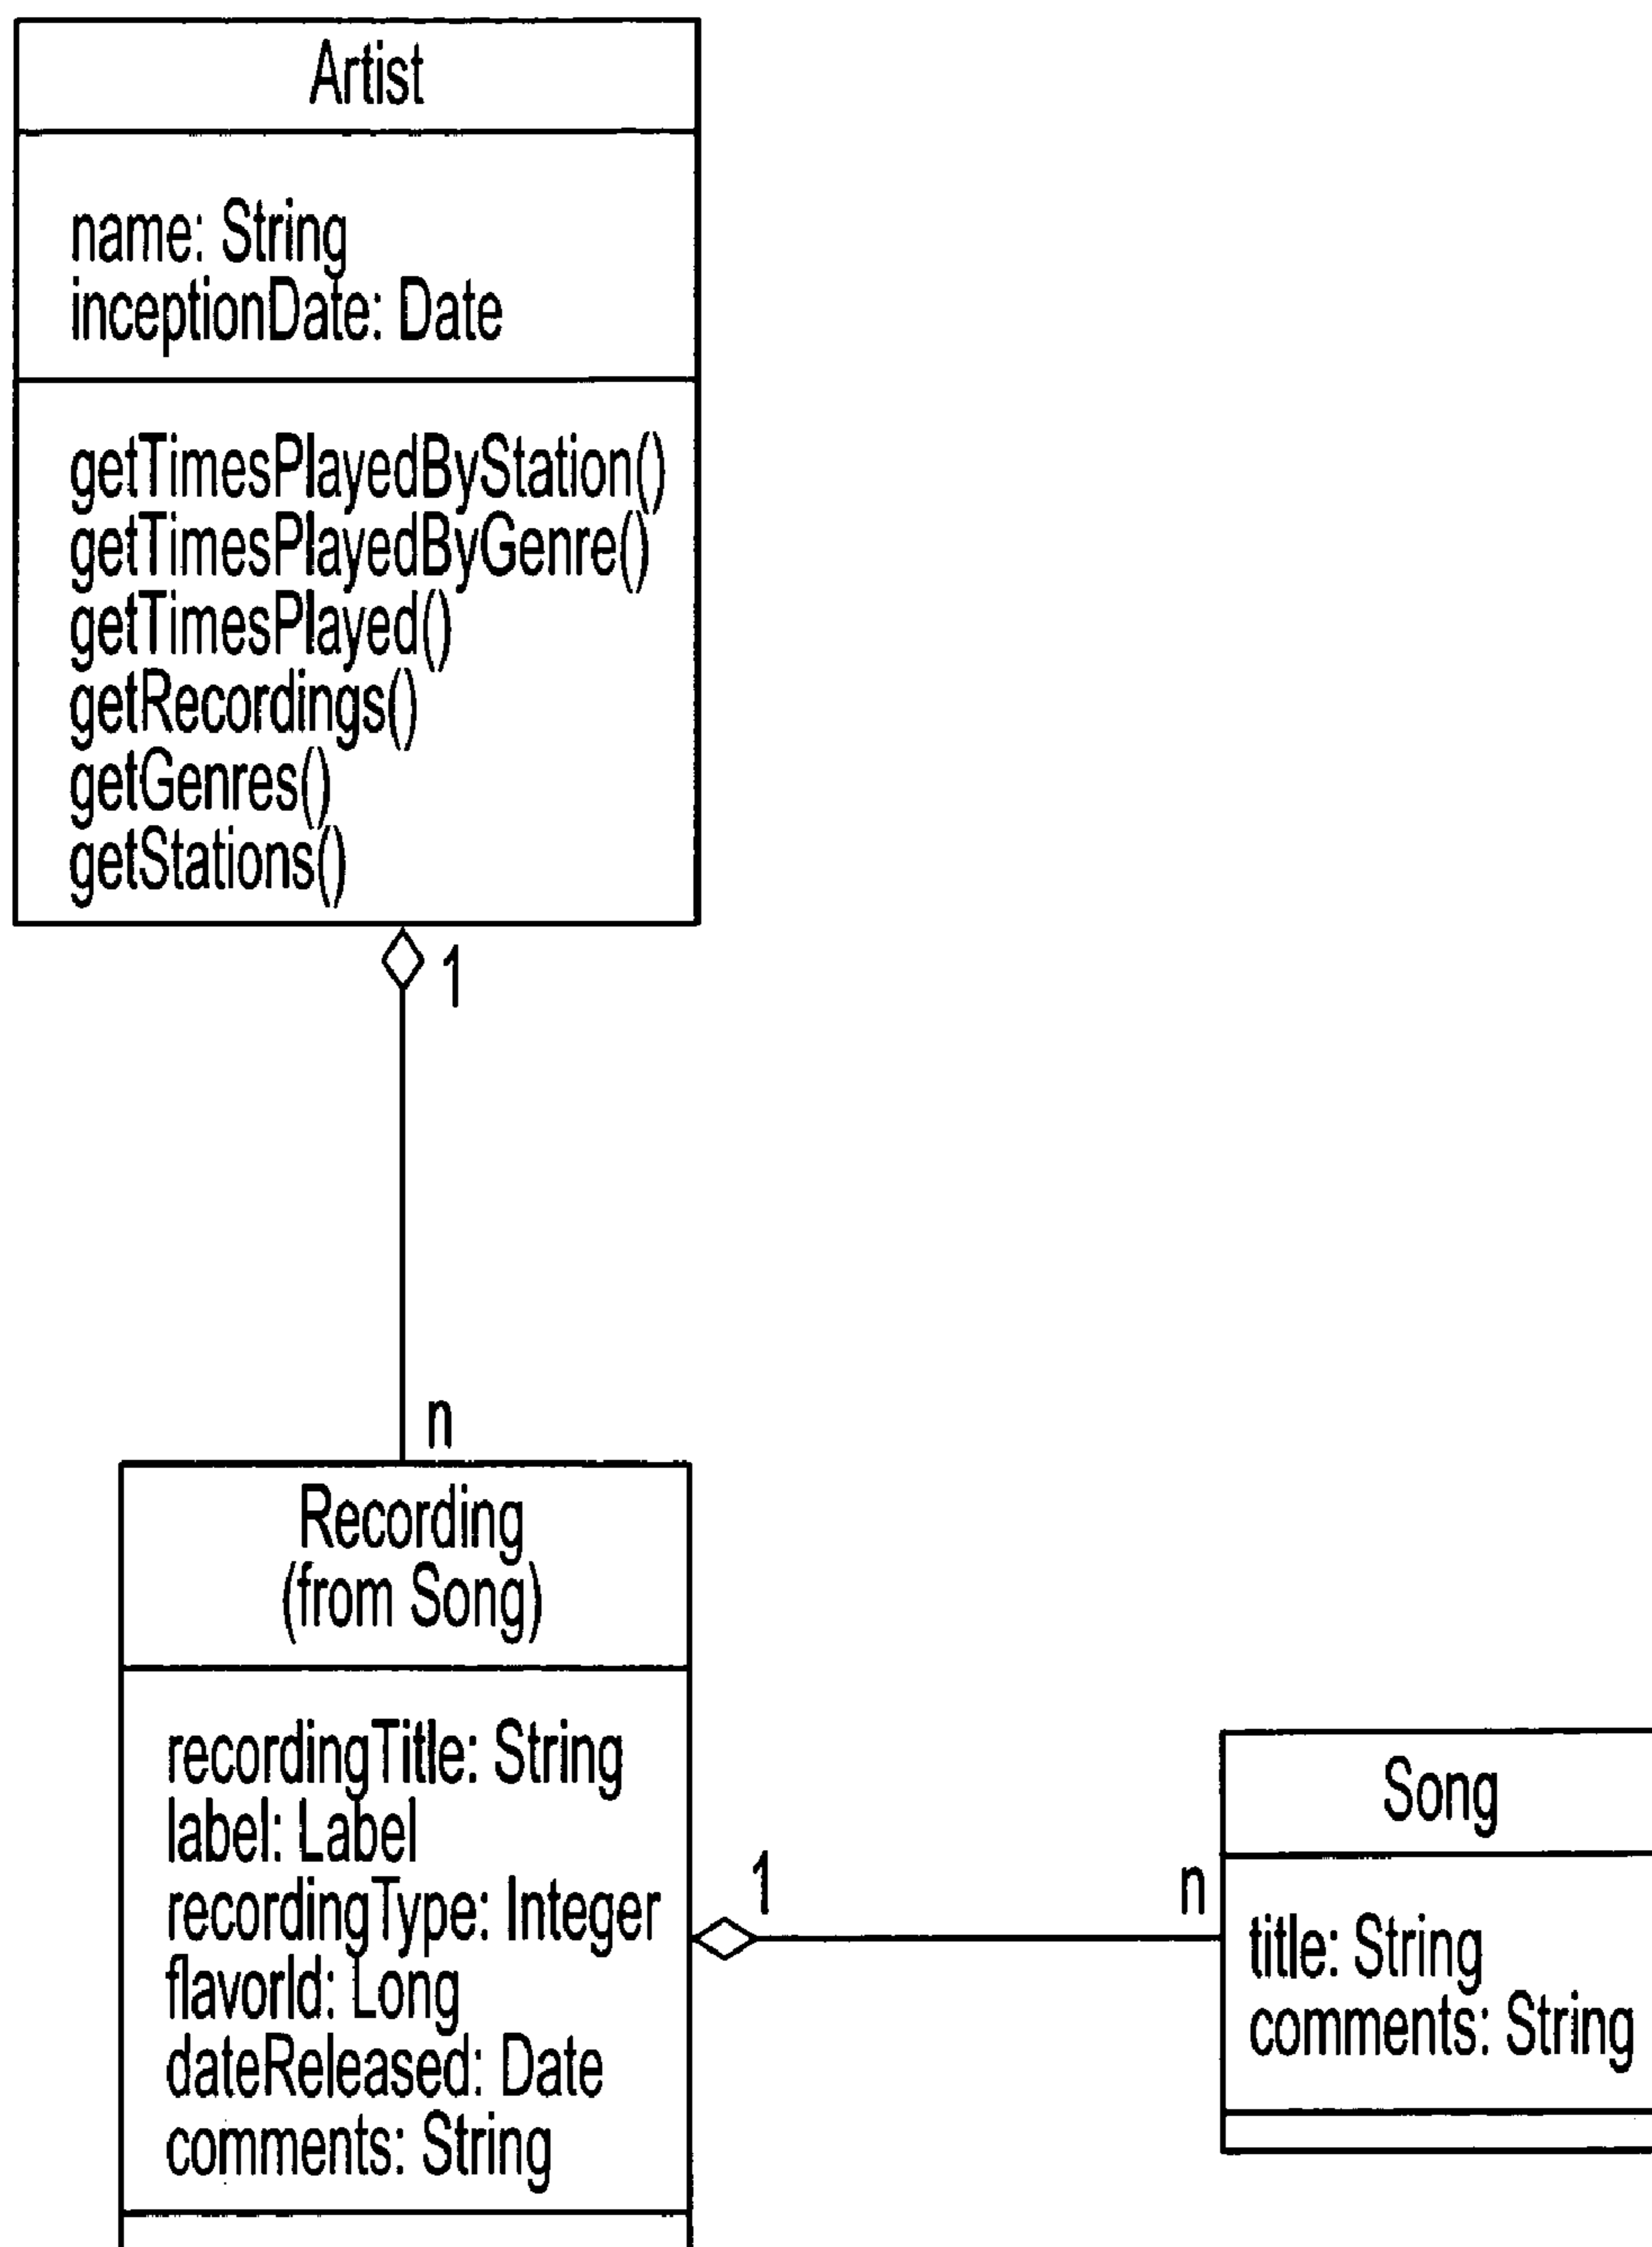 Artist
name: String
inceptionDate: Date
getTimesPlayedByStation()
getTimesPlayedByGenre()
getTimesPlayed()
getRecordings()
getGenres()
getStations()
1
n
Recording
(from Song)
recordingTitle: String
label: Label
recordingType: Integer
flavorId: Long
dateReleased: Date
comments: String
1
n
Song
title: String
comments: String